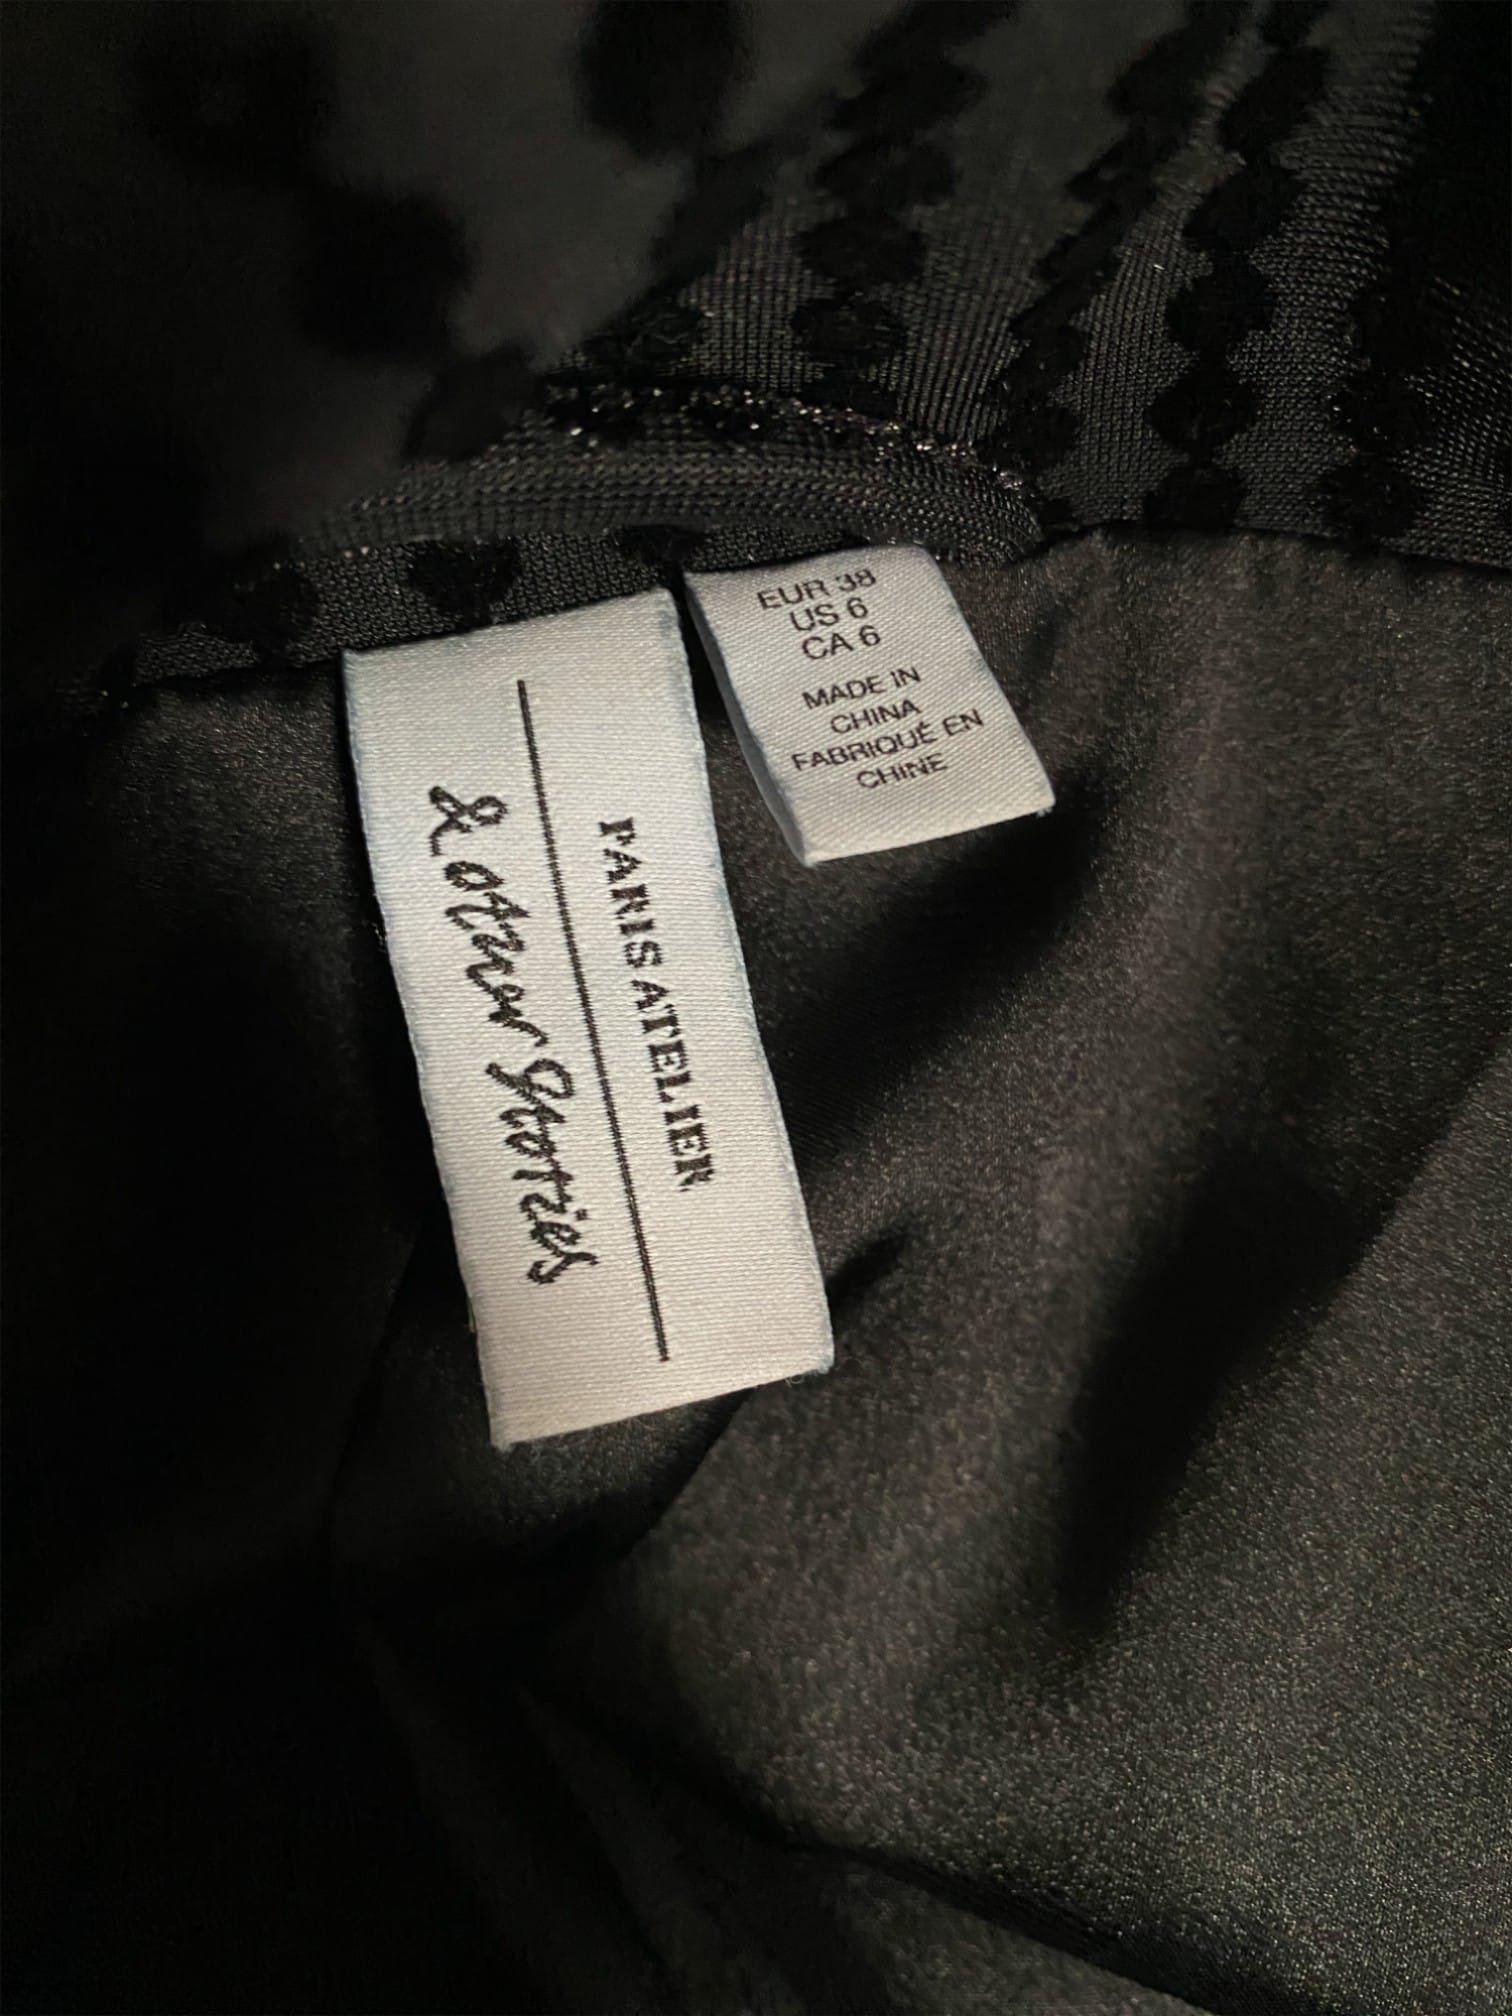 & other Stories
PARIS ATELIER
EUR 38
US 6
CA 6
MADE IN
CHINA
FABRIQUÉ EN
CHINE